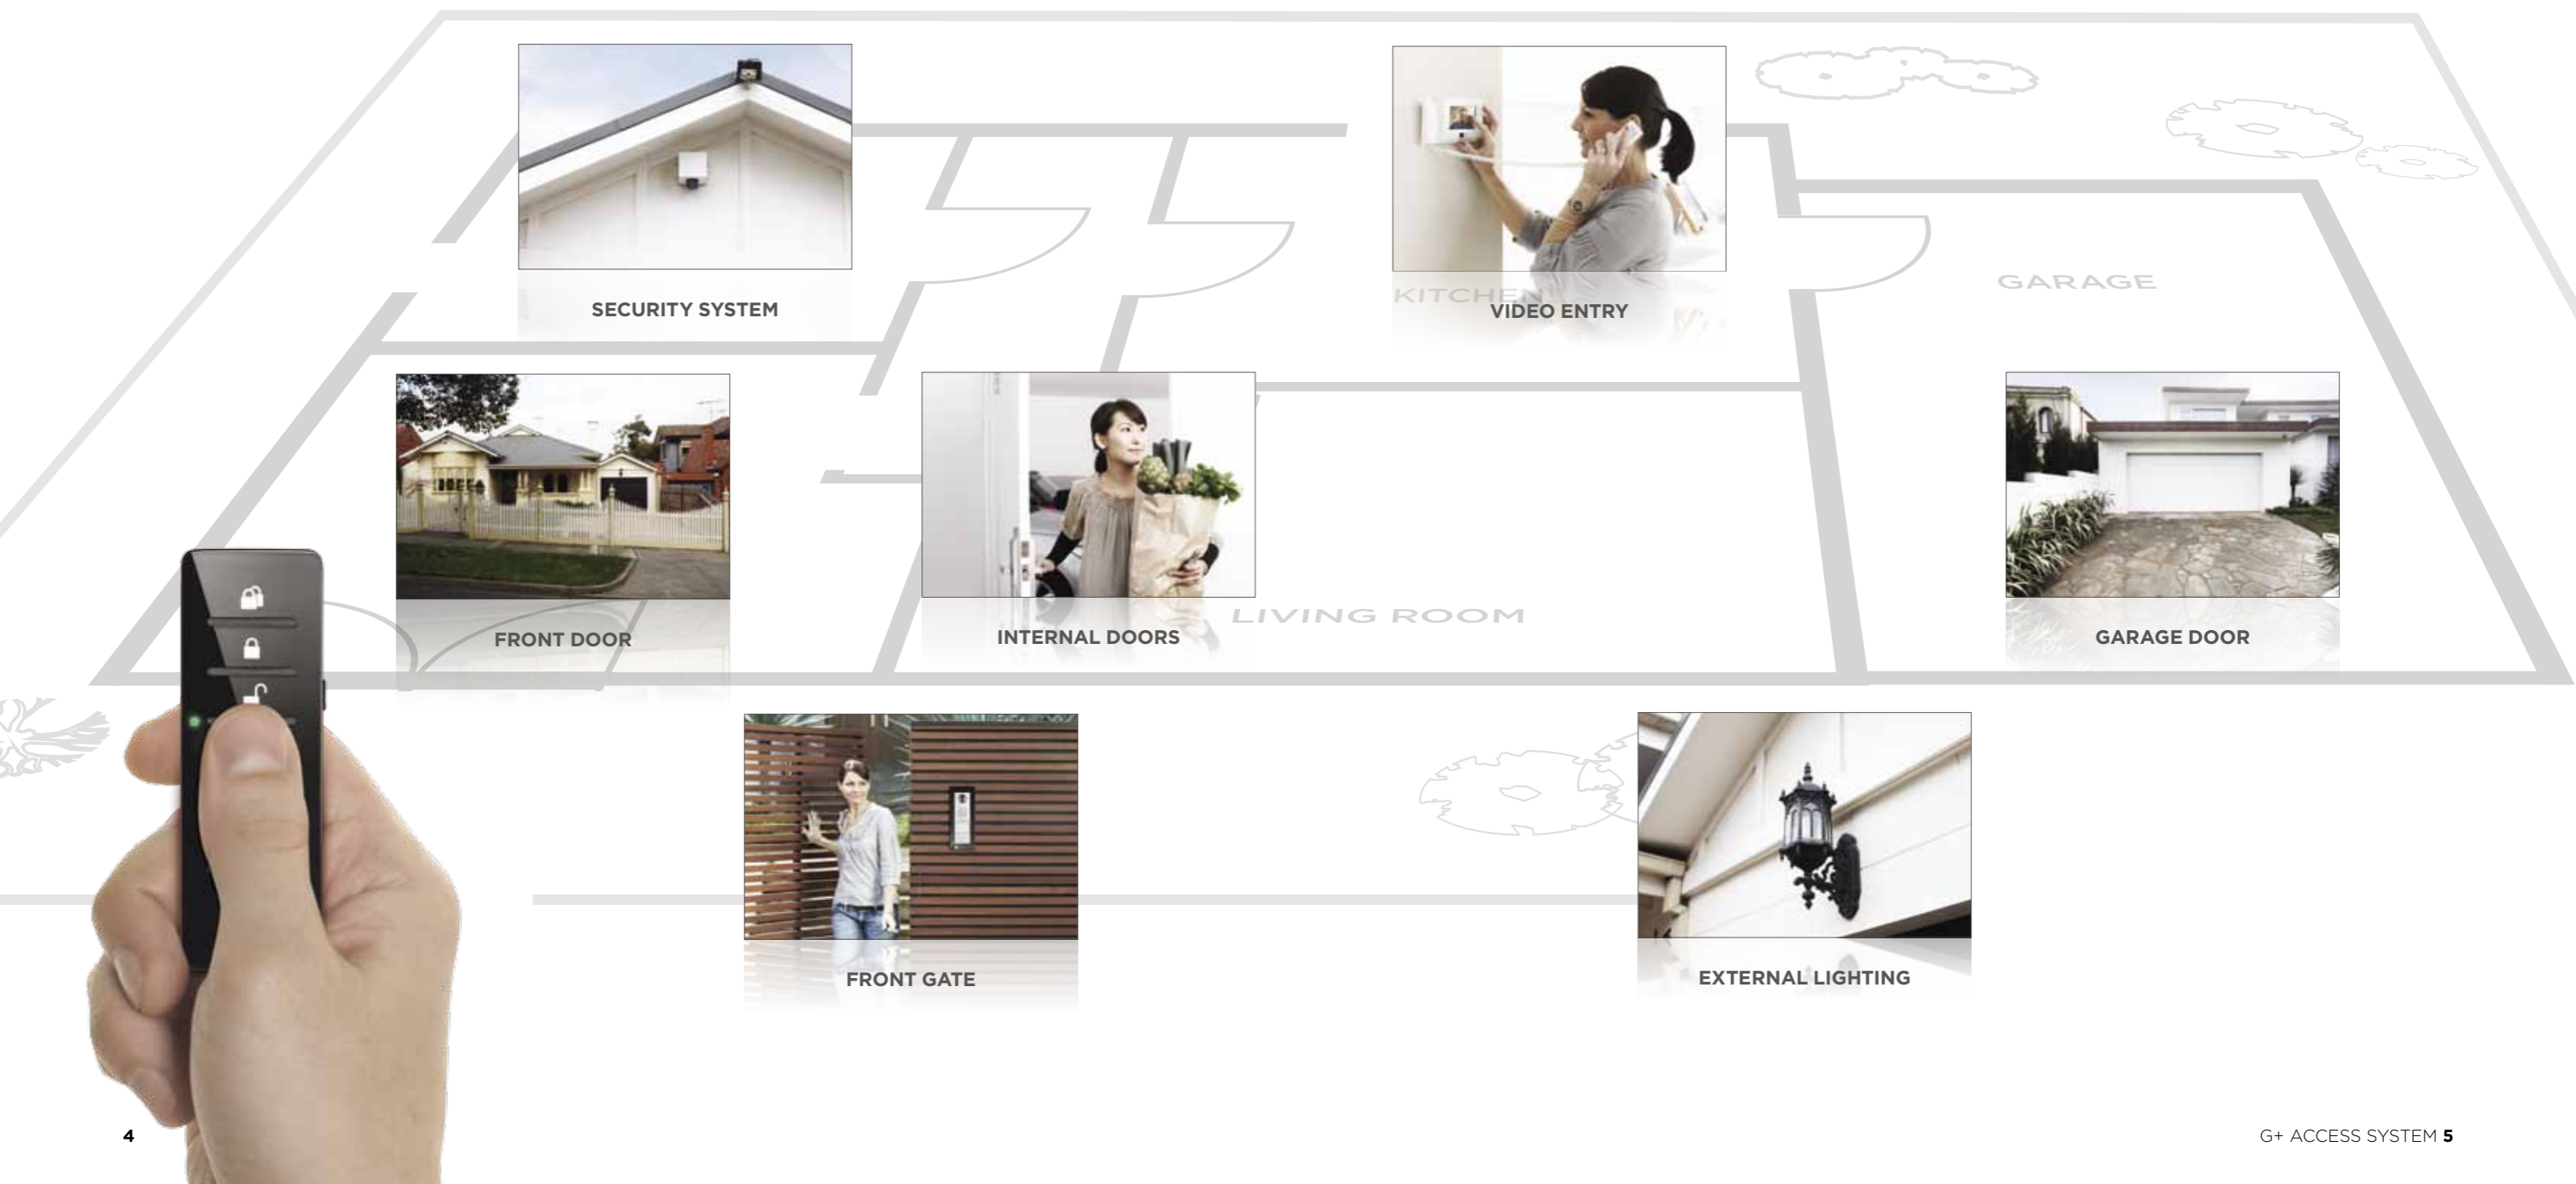 SECURITY SYSTEM
VIDEO ENTRY
KITCHEN
GARAGE
FRONT DOOR
INTERNAL DOORS
LIVING ROOM
GARAGE DOOR
FRONT GATE
EXTERNAL LIGHTING
4
G+ ACCESS SYSTEM 5